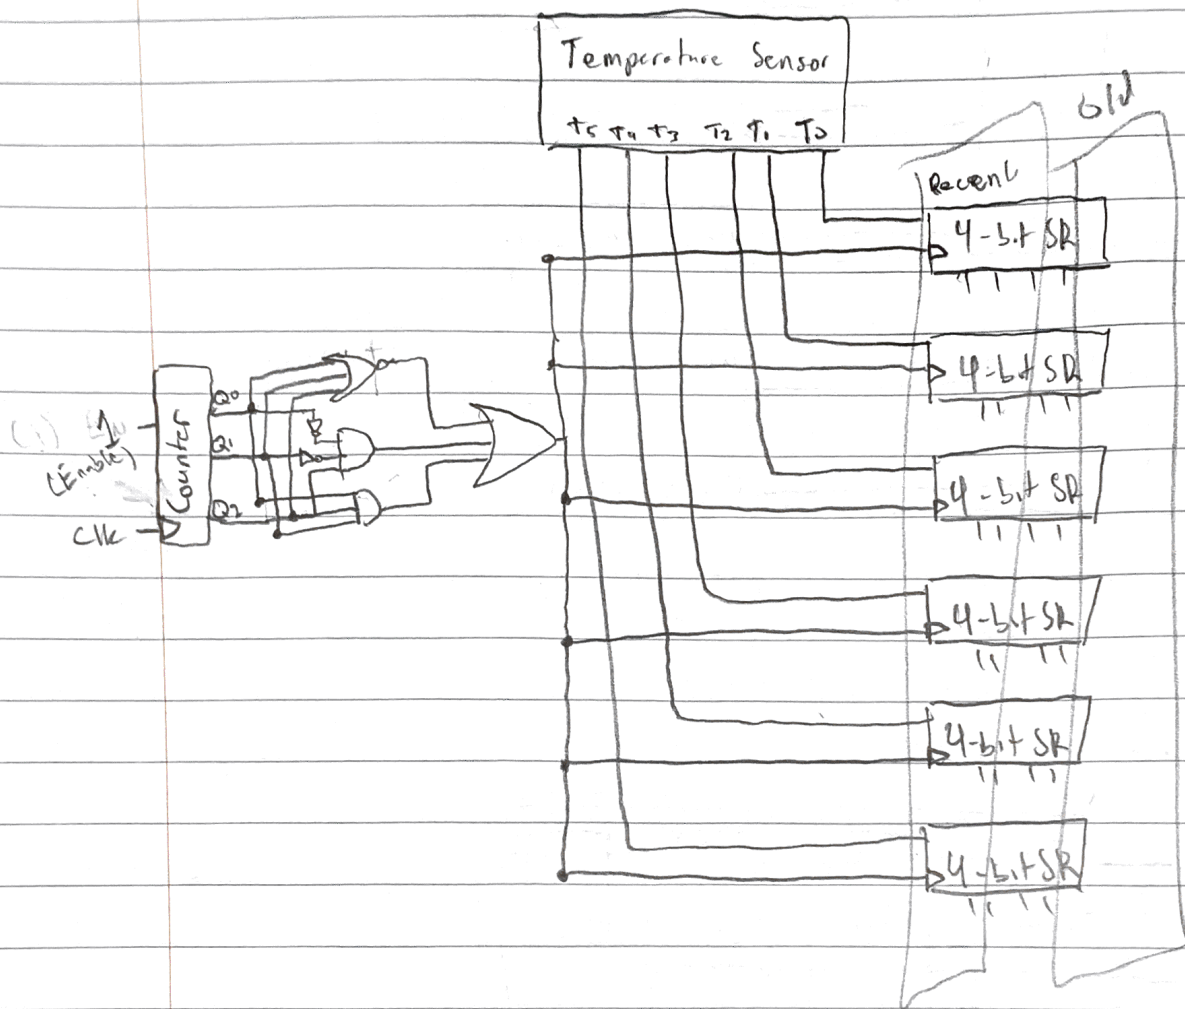 Temperature Sensor
T5 T4 T3 T2 T1 T0
Old
Recent
4-bit SR
4-bit SR
4-bit SR
4-bit SR
4-bit SR
4-bit SR
Counter
Q0
Q1
Q2
1
(Enable)
Clk